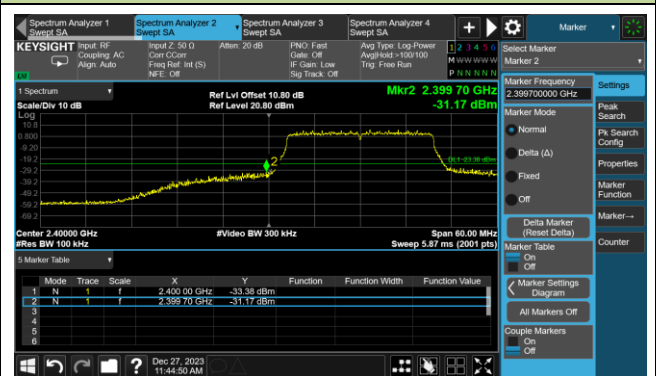 Spectrum Analyzer 1
Swept SA
Spectrum Analyzer 2
Swept SA
Spectrum Analyzer 3
Swept SA
Spectrum Analyzer 4
Swept SA
+
Marker
KEYSIGHT
LXI
Input: RF
Coupling: AC
Align: Auto
Input Z: 50 Ω
Corr CCorr
Freq Ref: Int (S)
NFE: Off
Atten: 20 dB
PNO: Fast
Gate: Off
IF Gain: Low
Sig Track: Off
Avg Type: Log-Power
Avg|Hold:>100/100
Trig: Free Run
1 2 3 4 5 6
M W W W W W
P N N N N N
Select Marker
Marker 2
1 Spectrum
Scale/Div 10 dB
Log
Ref Lvl Offset 10.80 dB
Ref Level 20.80 dBm
Mkr2 2.399 70 GHz
-31.17 dBm
10.8
0.800
-9.20
-19.2
-29.2
-39.2
-49.2
-59.2
-69.2
2
DL1 -23.38 dBm
Center 2.40000 GHz
#Res BW 100 kHz
#Video BW 300 kHz
Span 60.00 MHz
Sweep 5.87 ms (2001 pts)
5 Marker Table
Mode Trace Scale X Y Function Function Width Function Value
1 N 1 f 2.400 00 GHz -33.38 dBm
2 N 1 f 2.399 70 GHz -31.17 dBm
3
4
5
6
Marker Frequency
2.399700000 GHz
Marker Mode
Normal
Delta (Δ)
Fixed
Off
Delta Marker
(Reset Delta)
Marker Table
On
Off
Marker Settings
Diagram
All Markers Off
Couple Markers
On
Off
Settings
Peak
Search
Pk Search
Config
Properties
Marker
Function
Marker→
Counter
?
Dec 27, 2023
11:44:50 AM